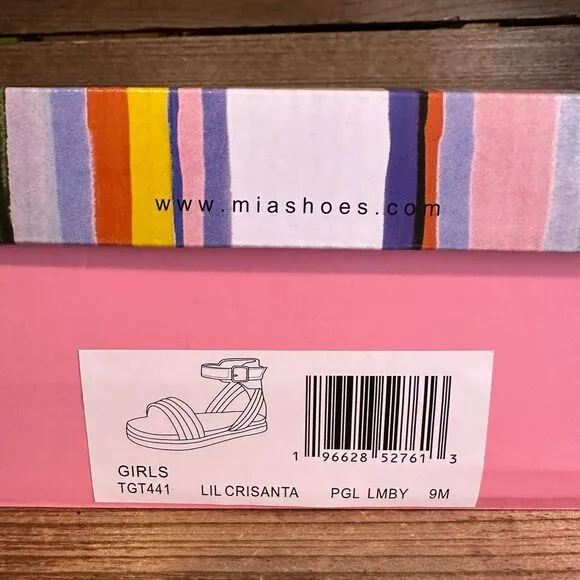 www.miashoes.com
1 96628 52761 3
GIRLS
TGT441 LIL CRISANTA PGL LMBY 9M